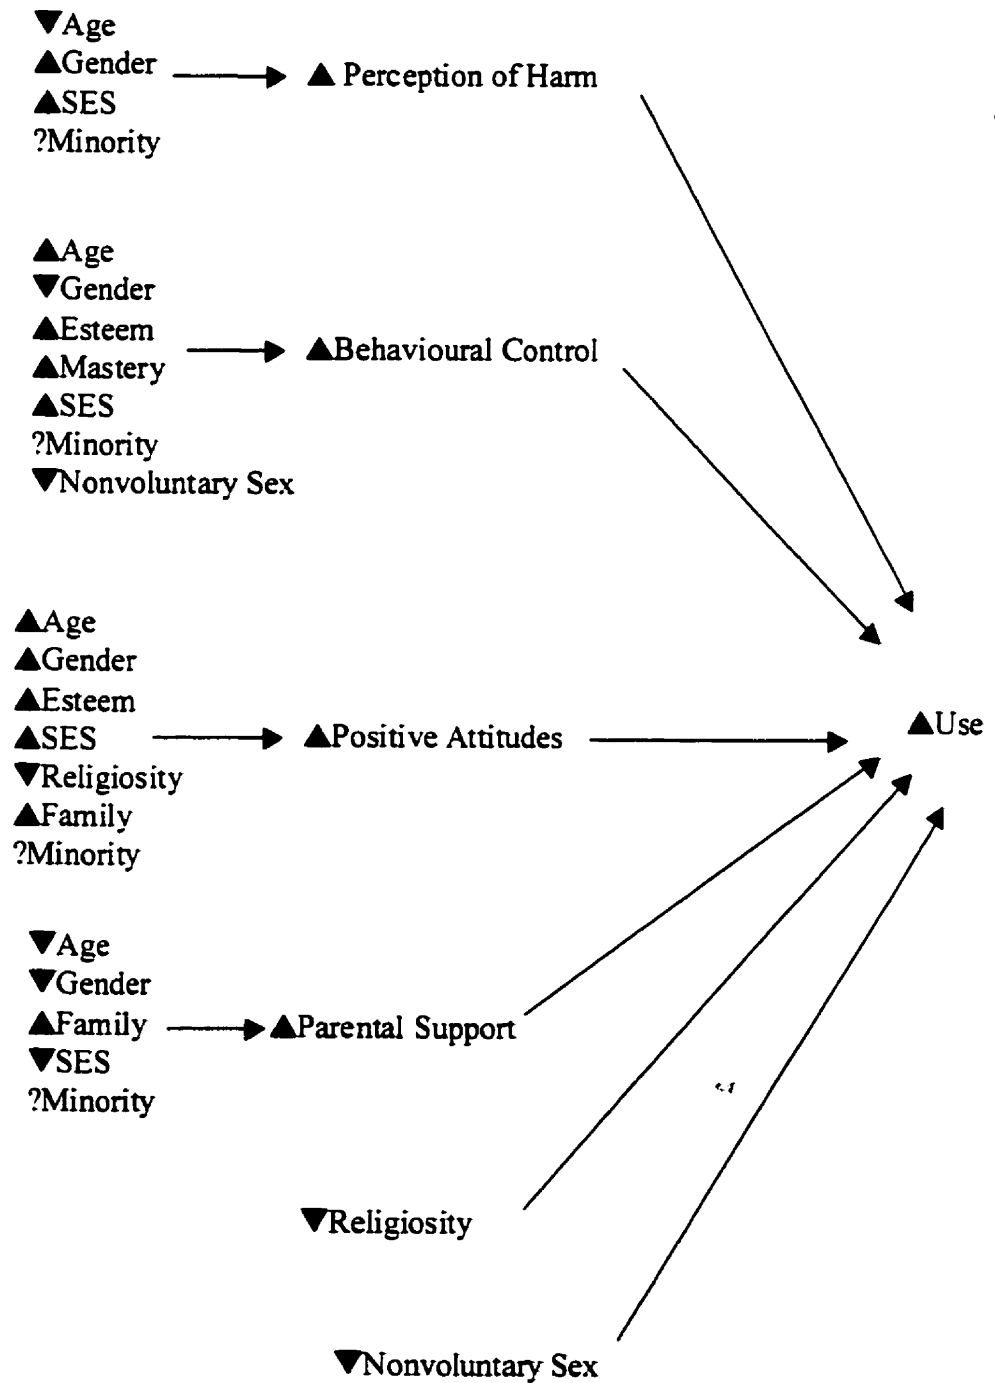 ▼Age
▲Gender
▲SES
?Minority
▲ Perception of Harm
▲Age
▼Gender
▲Esteem
▲Mastery
▲SES
?Minority
▼Nonvoluntary Sex
▲Behavioural Control
▲Age
▲Gender
▲Esteem
▲SES
▼Religiosity
▲Family
?Minority
▲Positive Attitudes
▲Use
▼Age
▼Gender
▲Family
▼SES
?Minority
▲Parental Support
▼Religiosity
▼Nonvoluntary Sex